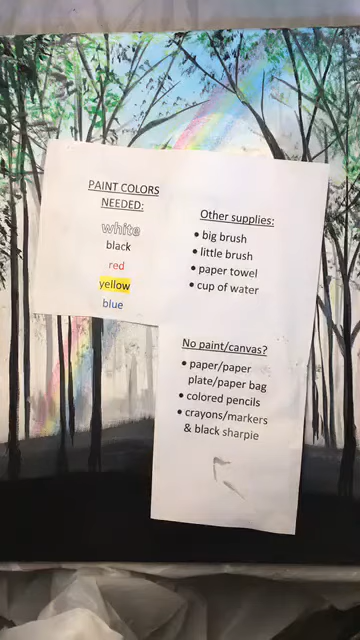 PAINT COLORS
NEEDED:
white
black
red
yellow
blue
Other supplies:
• big brush
• little brush
• paper towel
• cup of water
No paint/canvas?
• paper/paper
plate/paper bag
• colored pencils
• crayons/markers
& black sharpie